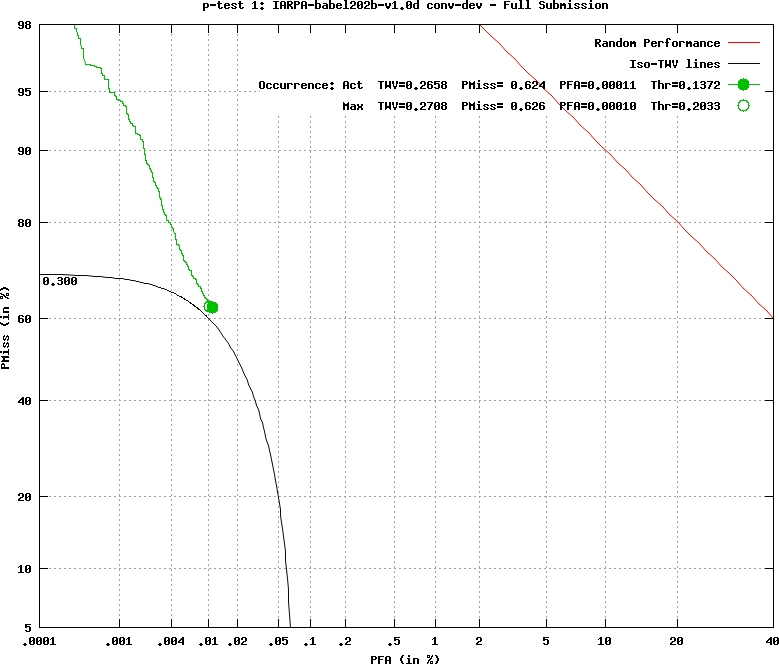 p-test 1: IARPA-babel202b-v1.0d conv-dev - Full Submission
Random Performance
Iso-TWV lines
Occurrence: Act TWV=0.2658 PMiss= 0.624 PFA=0.00011 Thr=0.1372
Max TWV=0.2708 PMiss= 0.626 PFA=0.00010 Thr=0.2033
98
95
90
80
60
40
20
10
5
PMiss (in %)
0.300
.0001 .001 .004 .01 .02 .05 .1 .2 .5 1 2 5 10 20 40
PFA (in %)